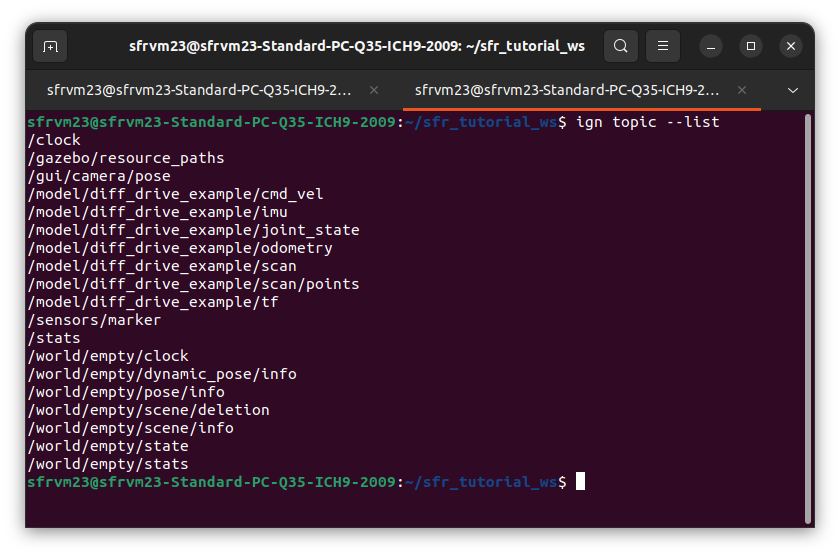 sfrvm23@sfrvm23-Standard-PC-Q35-ICH9-2009: ~/sfr_tutorial_ws
sfrvm23@sfrvm23-Standard-PC-Q35-ICH9-2... sfrvm23@sfrvm23-Standard-PC-Q35-ICH9-2...
sfrvm23@sfrvm23-Standard-PC-Q35-ICH9-2009:~/sfr_tutorial_ws$ ign topic --list
/clock
/gazebo/resource_paths
/gui/camera/pose
/model/diff_drive_example/cmd_vel
/model/diff_drive_example/imu
/model/diff_drive_example/joint_state
/model/diff_drive_example/odometry
/model/diff_drive_example/scan
/model/diff_drive_example/scan/points
/model/diff_drive_example/tf
/sensors/marker
/stats
/world/empty/clock
/world/empty/dynamic_pose/info
/world/empty/pose/info
/world/empty/scene/deletion
/world/empty/scene/info
/world/empty/state
/world/empty/stats
sfrvm23@sfrvm23-Standard-PC-Q35-ICH9-2009:~/sfr_tutorial_ws$